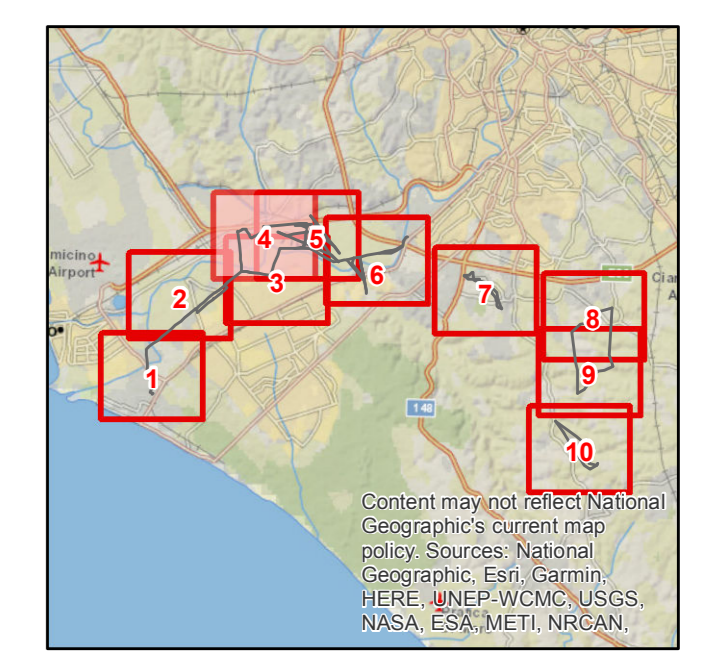 micino
Airport
4
5
3
6
2
7
Cian
A
8
1
9
148
10
Content may not reflect National
Geographic's current map
policy. Sources: National
Geographic, Esri, Garmin,
HERE, UNEP-WCMC, USGS,
NASA, ESA, METI, NRCAN,